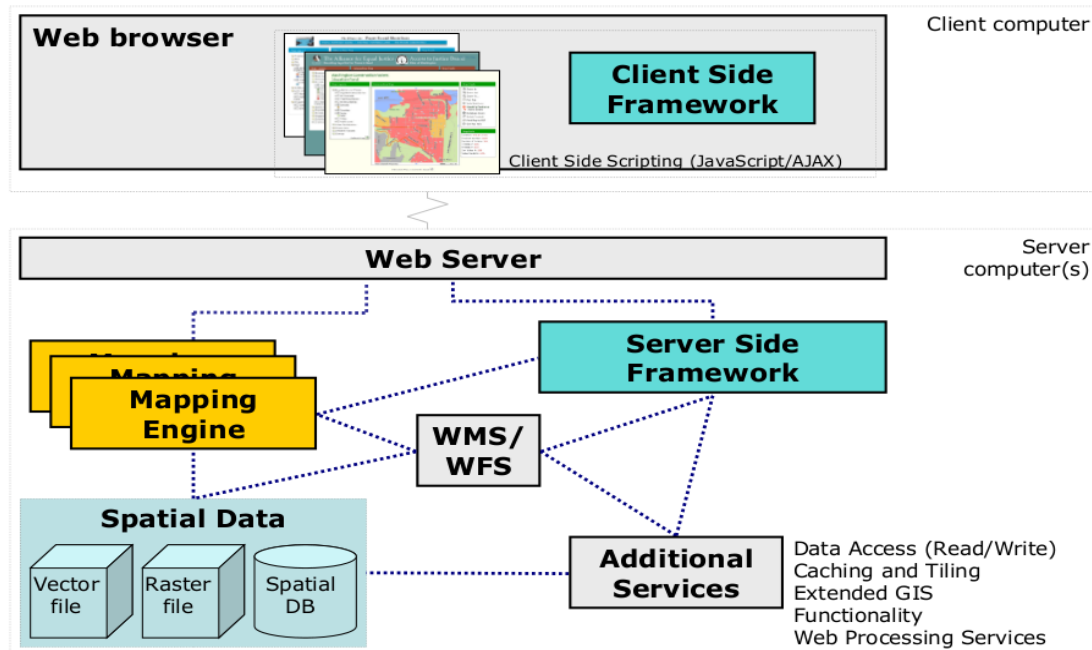 Client computer
Web browser
Client Side
Framework
Client Side Scripting (JavaScript/AJAX)
Server
computer(s)
Web Server
Server Side
Framework
Mapping
Mapping
Mapping
Engine
WMS/
WFS
Spatial Data
Vector
file
Raster
file
Spatial
DB
Additional
Services
Data Access (Read/Write)
Caching and Tiling
Extended GIS
Functionality
Web Processing Services